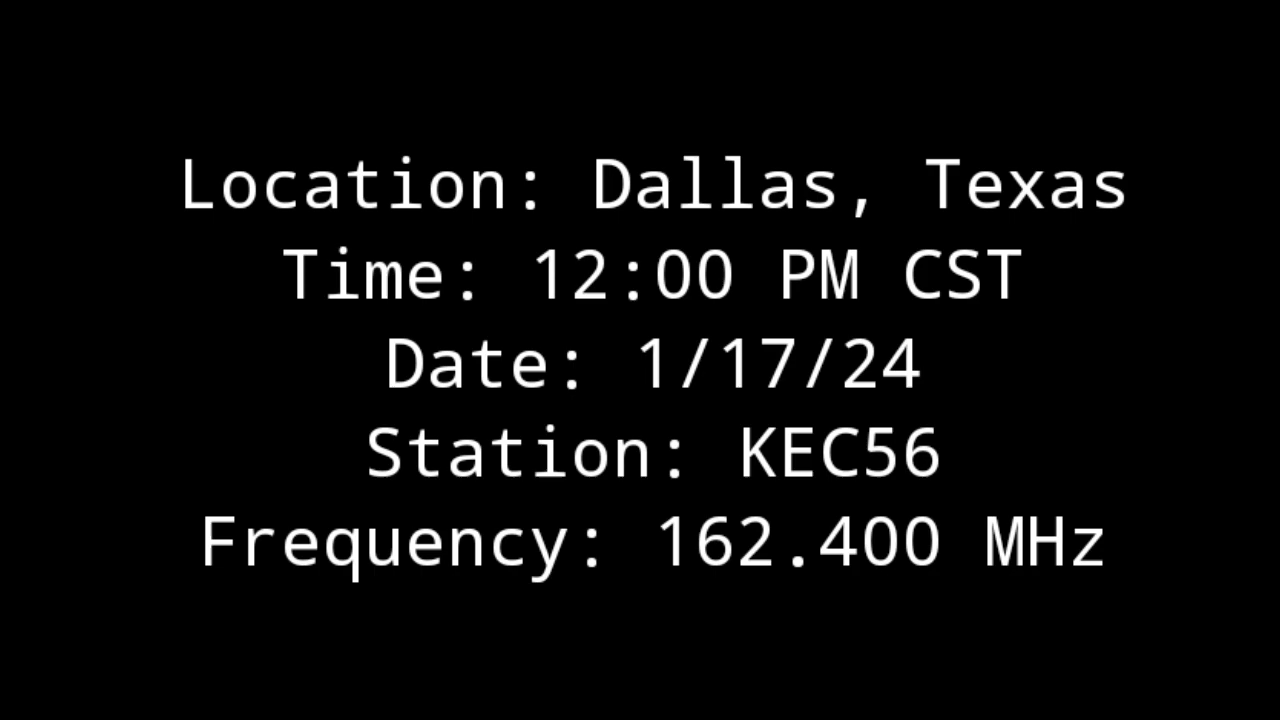 Location: Dallas, Texas
Time: 12:00 PM CST
Date: 1/17/24
Station: KEC56
Frequency: 162.400 MHz